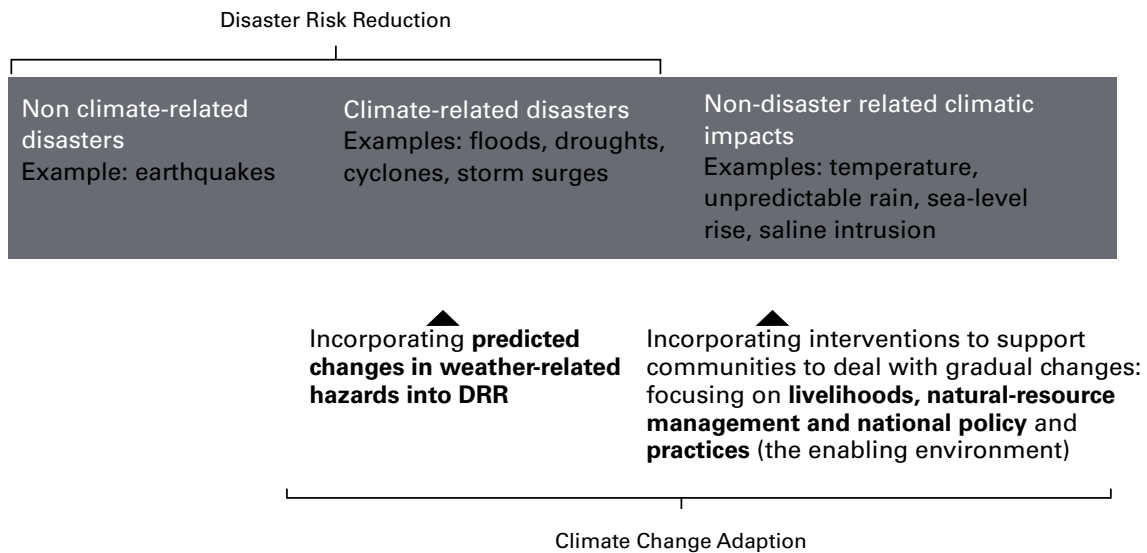 Disaster Risk Reduction
Non climate-related
disasters
Example: earthquakes
Climate-related disasters
Examples: floods, droughts,
cyclones, storm surges
Non-disaster related climatic
impacts
Examples: temperature,
unpredictable rain, sea-level
rise, saline intrusion
Incorporating predicted
changes in weather-related
hazards into DRR
Incorporating interventions to support
communities to deal with gradual changes:
focusing on livelihoods, natural-resource
management and national policy and
practices (the enabling environment)
Climate Change Adaption